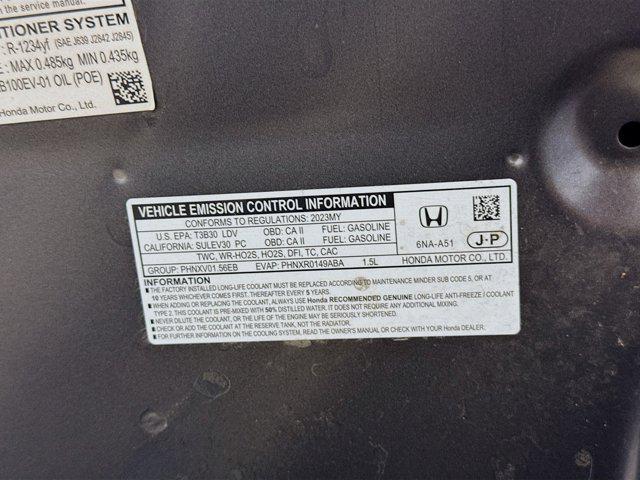 the service manual.
TIONER SYSTEM
: R-1234yf (SAE J639 J2842 J2845)
: MAX 0.485kg MIN 0.435kg
B100EV-01 OIL (POE)
Honda Motor Co., Ltd.
VEHICLE EMISSION CONTROL INFORMATION
CONFORMS TO REGULATIONS: 2023MY
U.S. EPA: T3B30 LDV OBD: CA II FUEL: GASOLINE
CALIFORNIA: SULEV30 PC OBD: CA II FUEL: GASOLINE
TWC, WR-HO2S, HO2S, DFI, TC, CAC
GROUP: PHNXV01.56EB EVAP: PHNXR0149ABA 1.5L
6NA-A51
J-P
HONDA MOTOR CO., LTD.
■ THE FACTORY INSTALLED LONG-LIFE COOLANT MUST BE REPLACED ACCORDING TO MAINTENANCE MINDER SUB CODE 5, OR AT
10 YEARS WHICHEVER COMES FIRST. THEREAFTER EVERY 5 YEARS.
■ WHEN ADDING OR REPLACING THE COOLANT, ALWAYS USE Honda RECOMMENDED GENUINE LONG-LIFE ANTI-FREEZE / COOLANT
TYPE 2. THIS COOLANT IS PRE-MIXED WITH 50% DISTILLED WATER. IT DOES NOT REQUIRE ANY ADDITIONAL MIXING.
OTHERWISE, COOLANT LIFE OR THE LIFE OF THE ENGINE MAY BE SERIOUSLY SHORTENED.
■ CHECK OR ADD THE COOLANT AT THE RESERVE TANK, NOT THE RADIATOR.
■ FOR FURTHER INFORMATION ON THE COOLING SYSTEM, READ THE OWNER'S MANUAL OR CHECK WITH YOUR Honda DEALER.